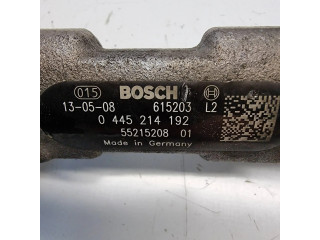 015 BOSCH
13-05-08 615203 L2
0 445 214 192
55215208 01
Made in Germany